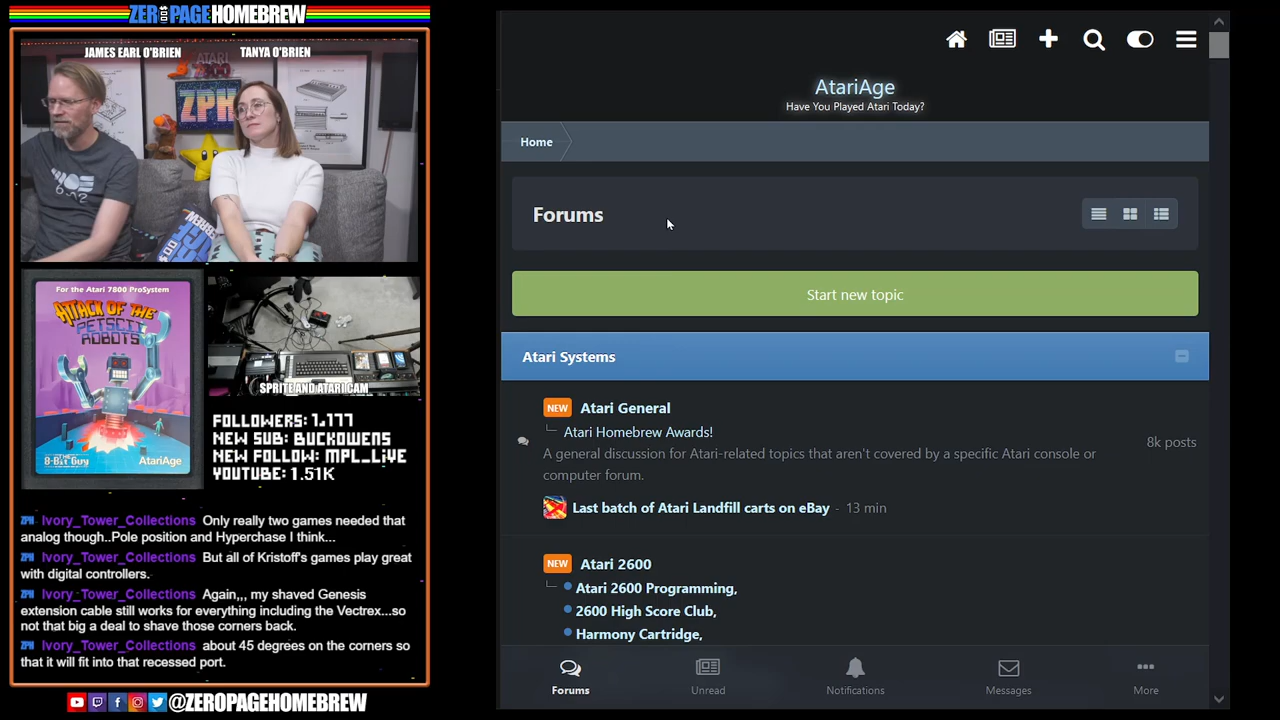 ZERO PAGE HOMEBREW
JAMES EARL O'BRIEN
TANYA O'BRIEN
ATARI
ZPH
For the Atari 7800 ProSystem
ATTACK OF THE
PETSCII
ROBOTS
THE 8-Bit Guy
AtariAge
SPRITE AND ATARI CAM
FOLLOWERS: 1,177
NEW SUB: BUCKOWENS
NEW FOLLOW: MPL_LIVE
YOUTUBE: 1.51K
ZPH Ivory_Tower_Collections Only really two games needed that
analog though..Pole position and Hyperchase I think...
ZPH Ivory_Tower_Collections But all of Kristoff's games play great
with digital controllers.
ZPH Ivory_Tower_Collections Again,,, my shaved Genesis
extension cable still works for everything including the Vectrex...so
not that big a deal to shave those corners back.
ZPH Ivory_Tower_Collections about 45 degrees on the corners so
that it will fit into that recessed port.
@ZEROPAGEHOMEBREW
AtariAge
Have You Played Atari Today?
Home
Forums
Start new topic
Atari Systems
NEW Atari General
Atari Homebrew Awards!
A general discussion for Atari-related topics that aren't covered by a specific Atari console or
computer forum.
8k posts
Last batch of Atari Landfill carts on eBay - 13 min
NEW Atari 2600
Atari 2600 Programming,
2600 High Score Club,
Harmony Cartridge,
Forums
Unread
Notifications
Messages
More